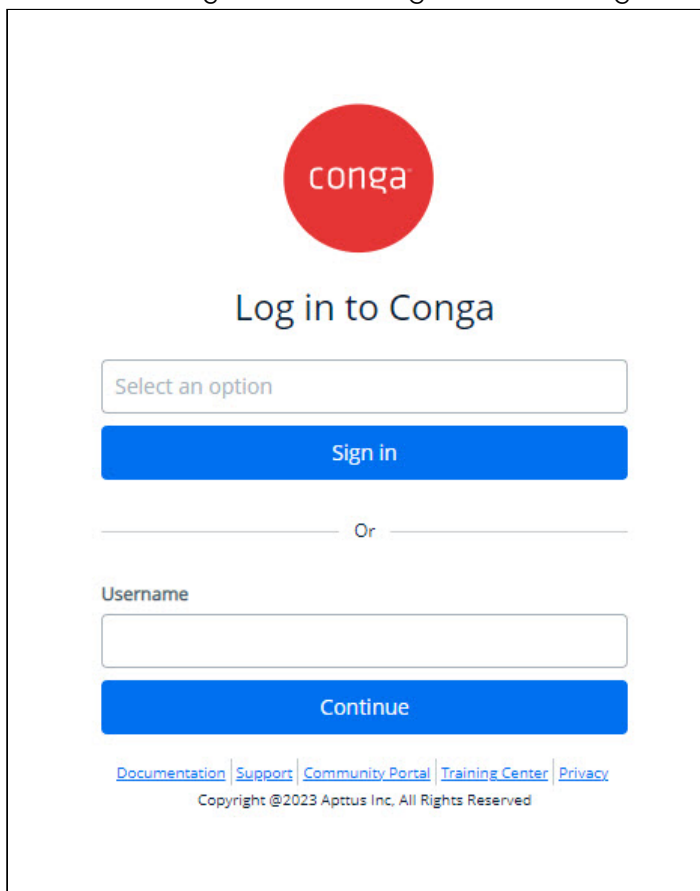 conga
Log in to Conga
Select an option
Sign in
Or
Username
Continue
Documentation Support Community Portal Training Center Privacy
Copyright @2023 Apttus Inc, All Rights Reserved